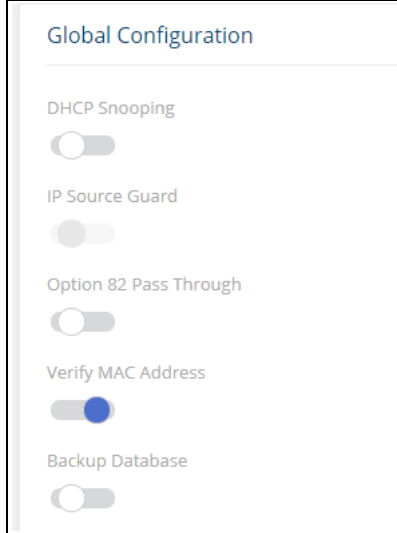 Global Configuration
DHCP Snooping
IP Source Guard
Option 82 Pass Through
Verify MAC Address
Backup Database